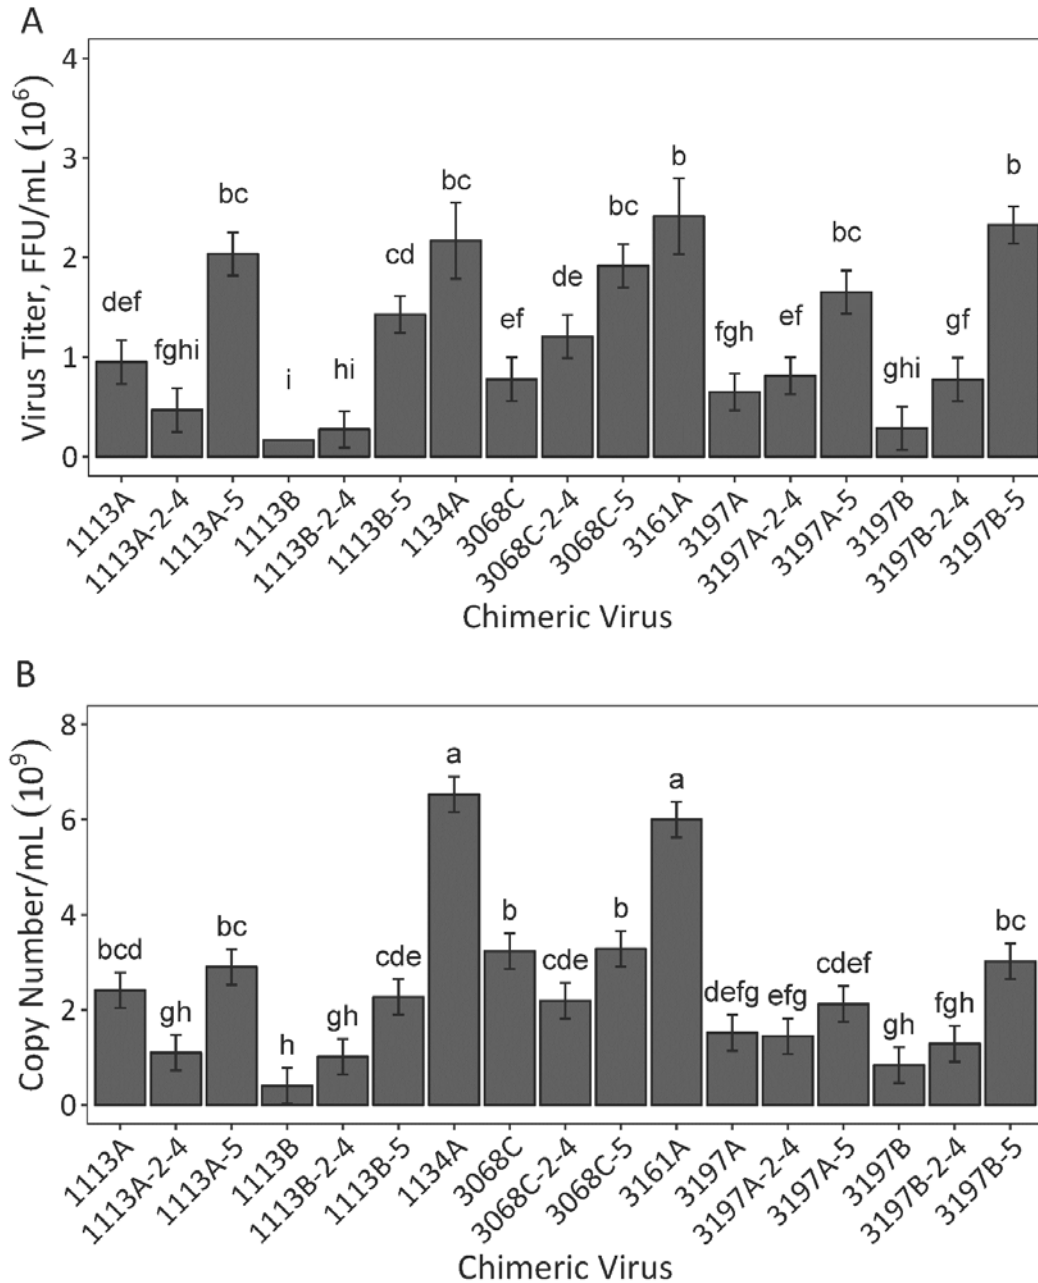 A
Virus Titer, FFU/mL (10⁶)
4
3
2
1
0
def
fghi
bc
i
hi
cd
bc
ef
de
bc
b
fgh
ef
bc
ghi
gf
b
1113A
1113A-2-4
1113A-5
1113B
1113B-2-4
1113B-5
1134A
3068C
3068C-2-4
3068C-5
3161A
3197A
3197A-2-4
3197A-5
3197B
3197B-2-4
3197B-5
Chimeric Virus
B
Copy Number/mL (10⁹)
8
6
4
2
0
bcd
gh
bc
h
gh
cde
a
b
cde
b
a
defg
efg
cdef
gh
fgh
bc
1113A
1113A-2-4
1113A-5
1113B
1113B-2-4
1113B-5
1134A
3068C
3068C-2-4
3068C-5
3161A
3197A
3197A-2-4
3197A-5
3197B
3197B-2-4
3197B-5
Chimeric Virus